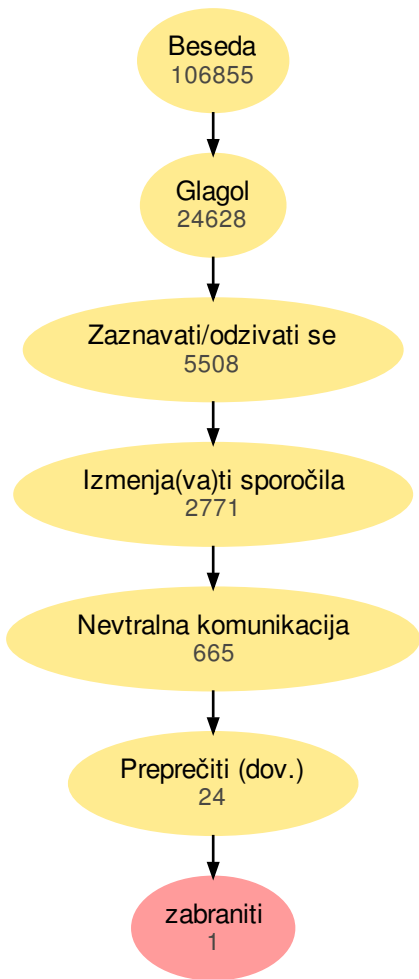 Beseda
106855
Glagol
24628
Zaznavati/odzivati se
5508
Izmenja(va)ti sporočila
2771
Nevtralna komunikacija
665
Preprečiti (dov.)
24
zabraniti
1